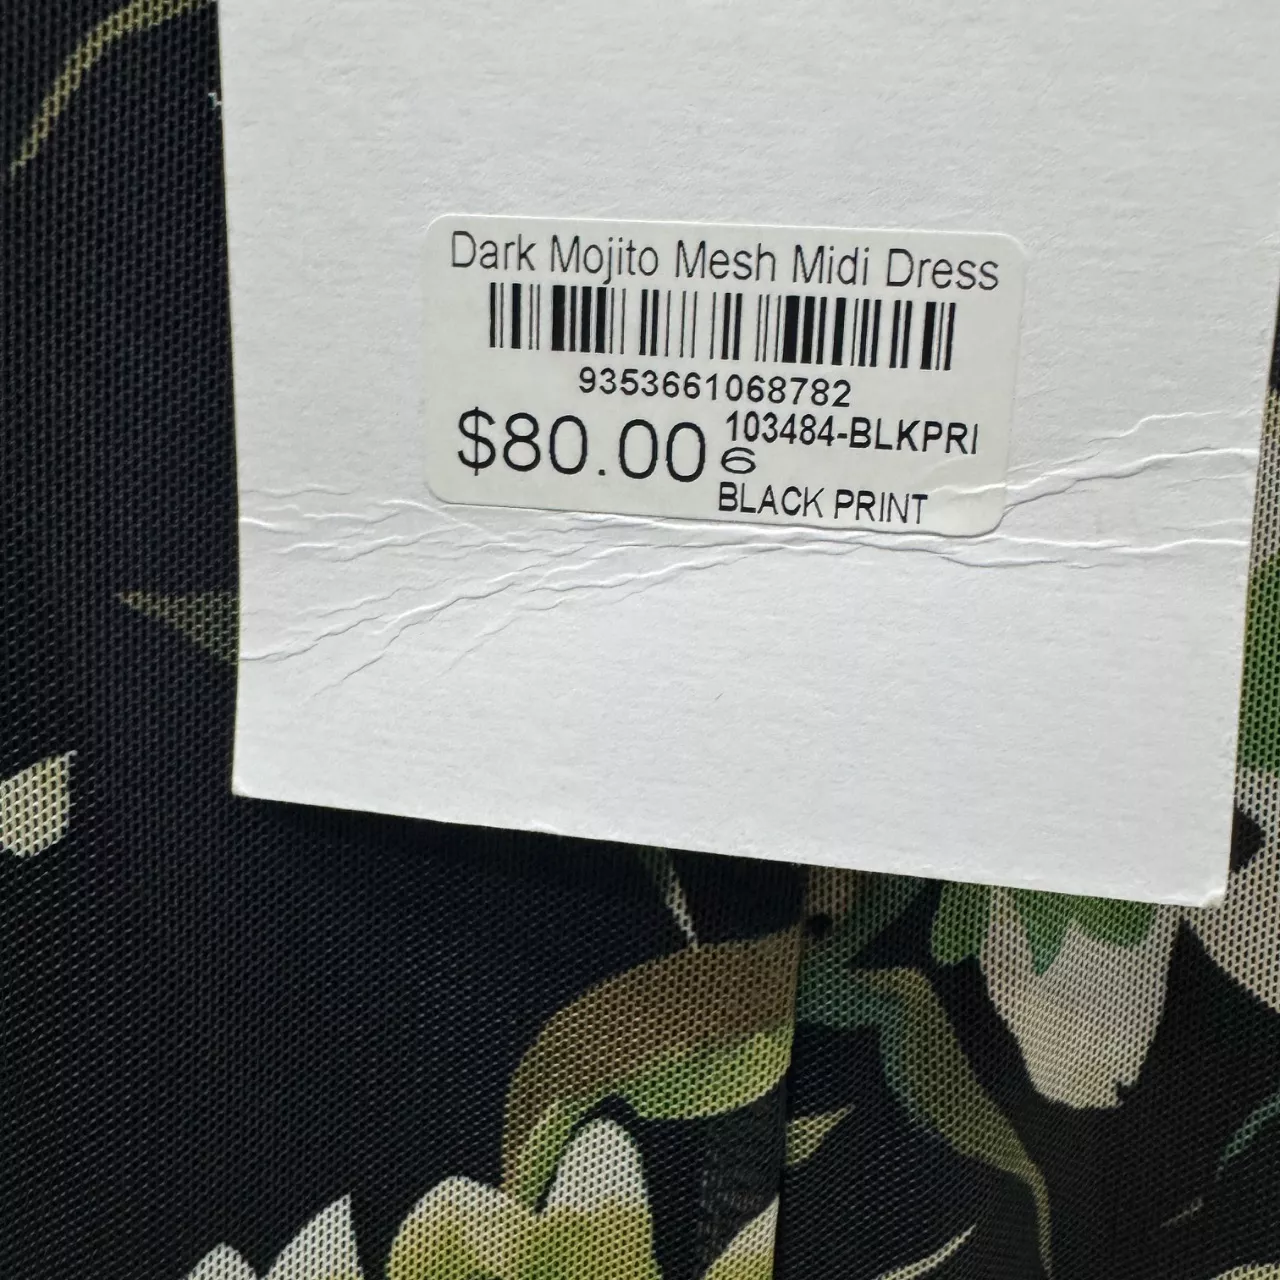 Dark Mojito Mesh Midi Dress
9353661068782
$80.00 103484-BLKPRI
6
BLACK PRINT